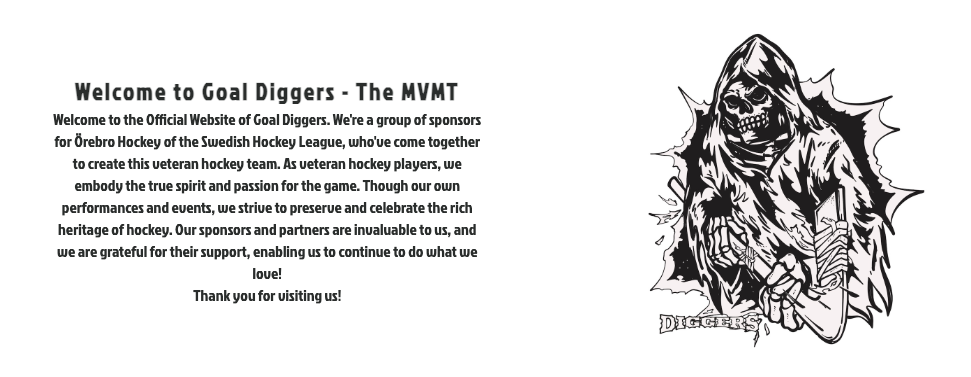 Welcome to Goal Diggers - The MVMT
Welcome to the Official Website of Goal Diggers. We're a group of sponsors
for Örebro Hockey of the Swedish Hockey League, who've come together
to create this veteran hockey team. As veteran hockey players, we
embody the true spirit and passion for the game. Though our own
performances and events, we strive to preserve and celebrate the rich
heritage of hockey. Our sponsors and partners are invaluable to us, and
we are grateful for their support, enabling us to continue to do what we
love!
Thank you for visiting us!
DIGGERS